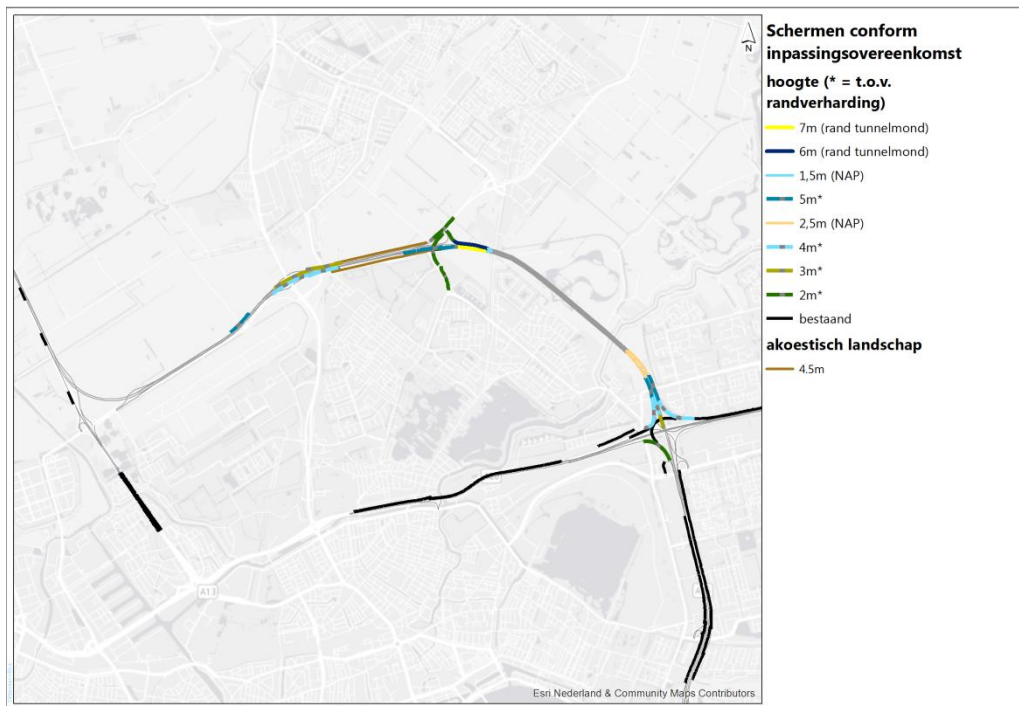 N
Schermen conform
inpassingsovereenkomst
hoogte (* = t.o.v.
randverharding)
7m (rand tunnelmond)
6m (rand tunnelmond)
1,5m (NAP)
5m*
2,5m (NAP)
4m*
3m*
2m*
bestaand
akoestisch landschap
4.5m
A13
Esri Nederland & Community Maps Contributors